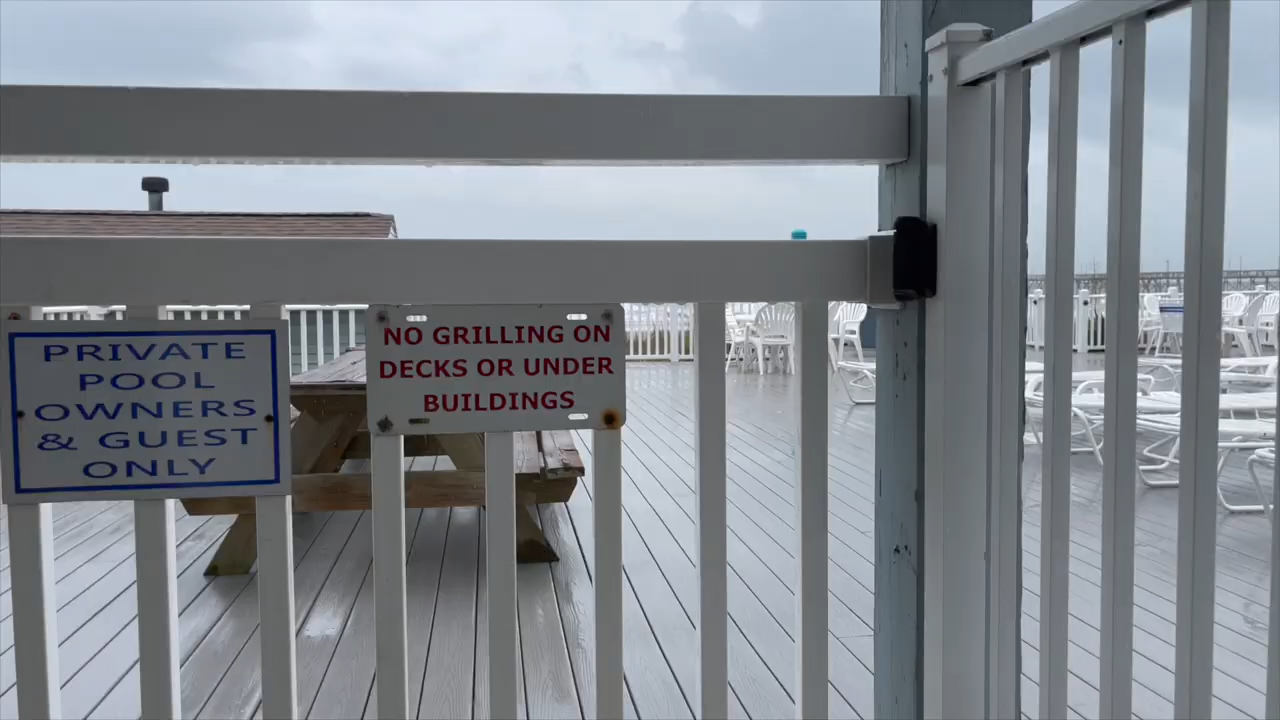 PRIVATE
POOL
OWNERS
& GUEST
ONLY
NO GRILLING ON
DECKS OR UNDER
BUILDINGS